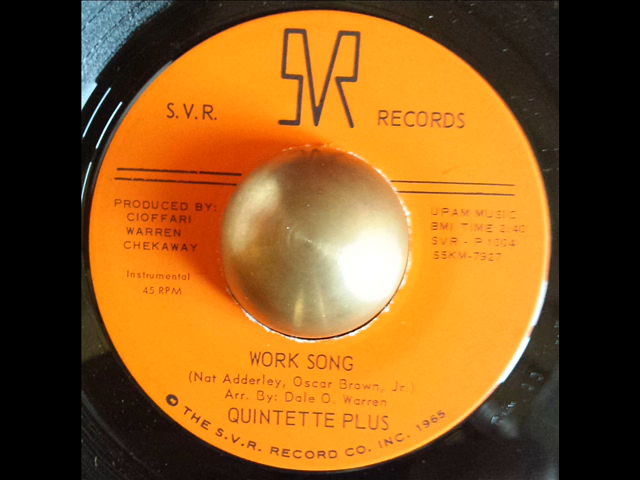 SVR
S.V.R. RECORDS
PRODUCED BY:
CIOFFARI
WARREN
CHEKAWAY
Instrumental
45 RPM
UPAM MUSIC
BMI TIME 2:40
SVR - P 1004
SSKM-7927
WORK SONG
(Nat Adderley, Oscar Brown, Jr.)
Arr. By: Dale O. Warren
QUINTETTE PLUS
© THE S.V.R. RECORD CO. INC. 1965